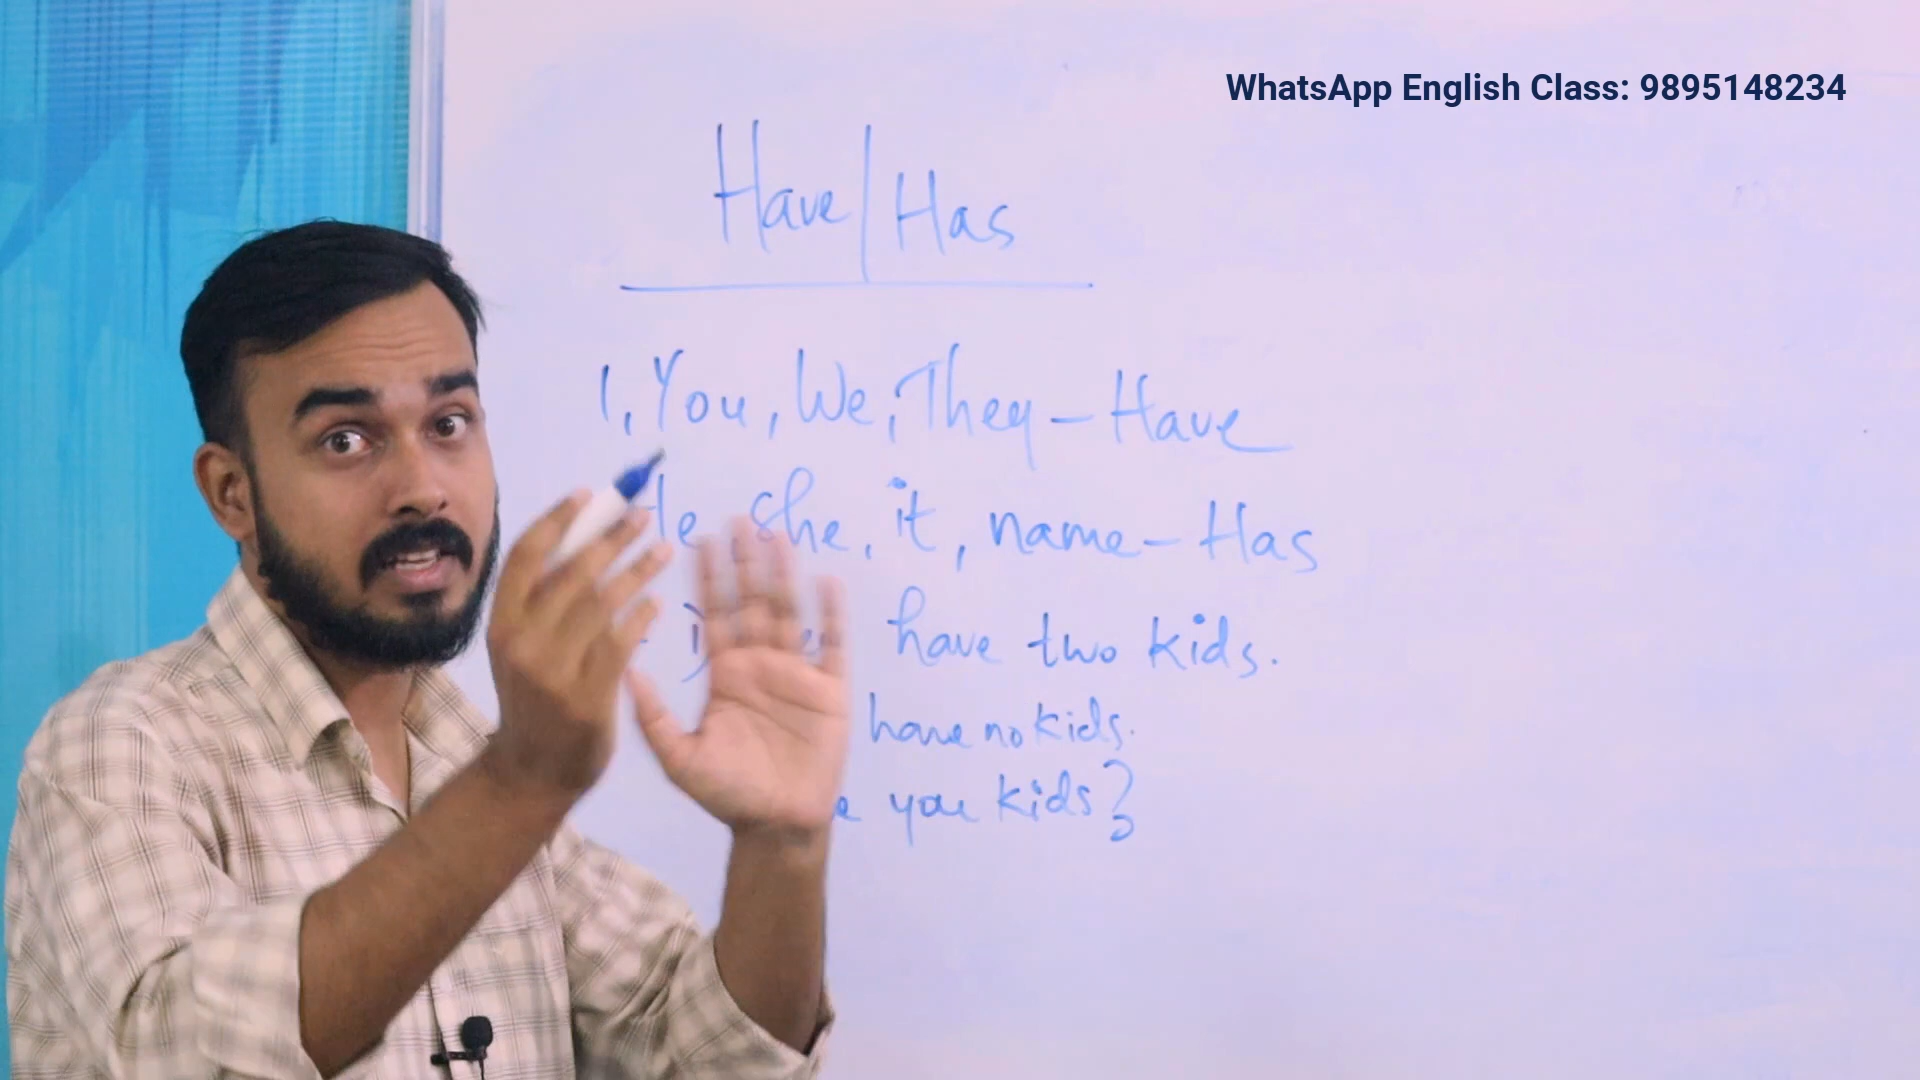 WhatsApp English Class: 9895148234
Have/Has
I, You, We, They - Have
He, She, it, name - Has
have two kids.
have no kids.
you kids?